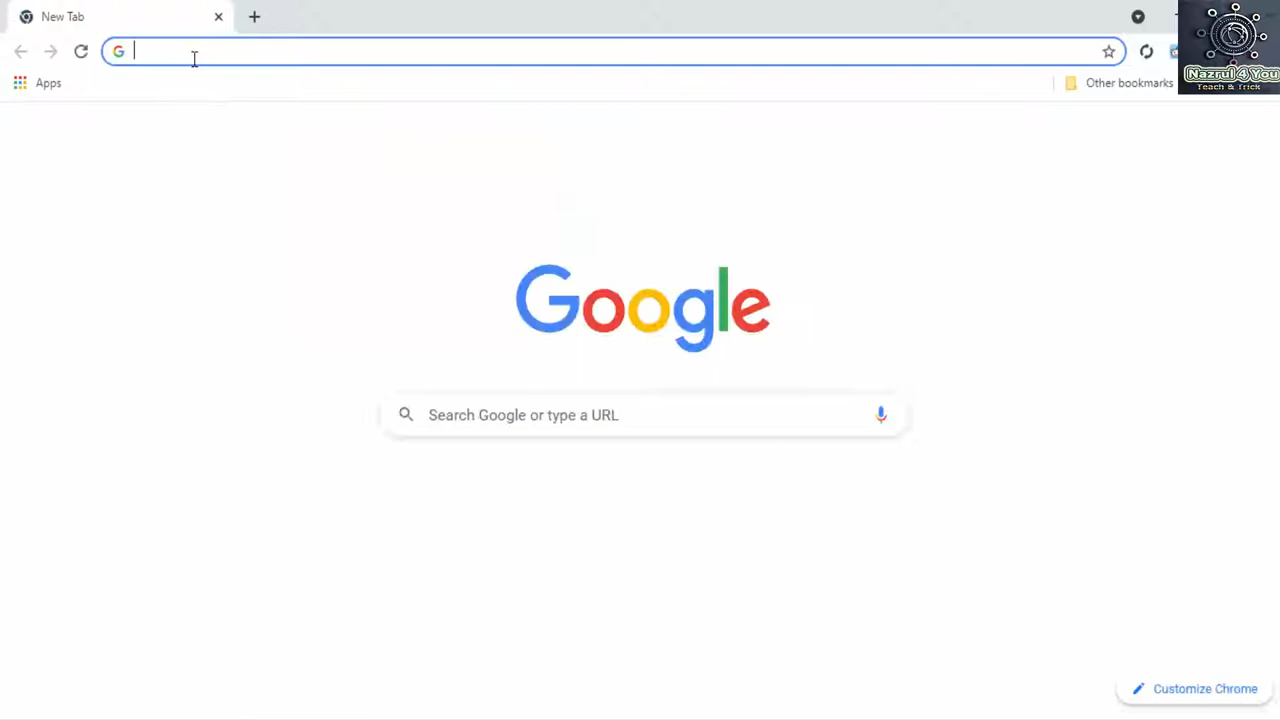 New Tab
Apps
Other bookmarks
Nazrul 4 You
Teach & Trick
Google
Search Google or type a URL
Customize Chrome